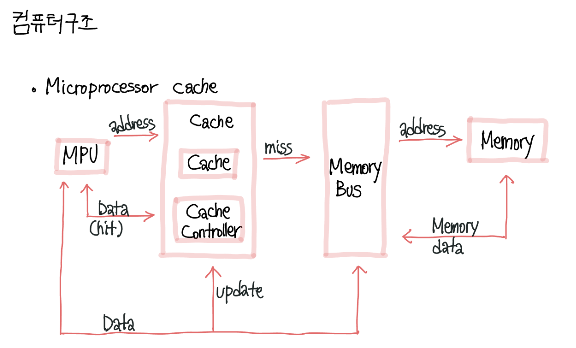 컴퓨터구조
• Microprocessor cache
address
MPU
Data
(hit)
Cache
Cache
Cache
Controller
miss
Memory
Bus
address
Memory
Memory
data
update
Data